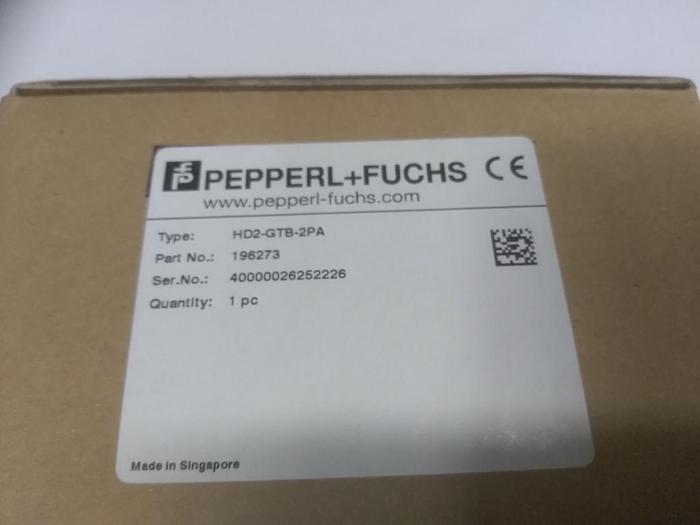 PEPPERL+FUCHS CE
www.pepperl-fuchs.com
Type: HD2-GTB-2PA
Part No.: 196273
Ser.No.: 40000026252226
Quantity: 1 pc
Made in Singapore